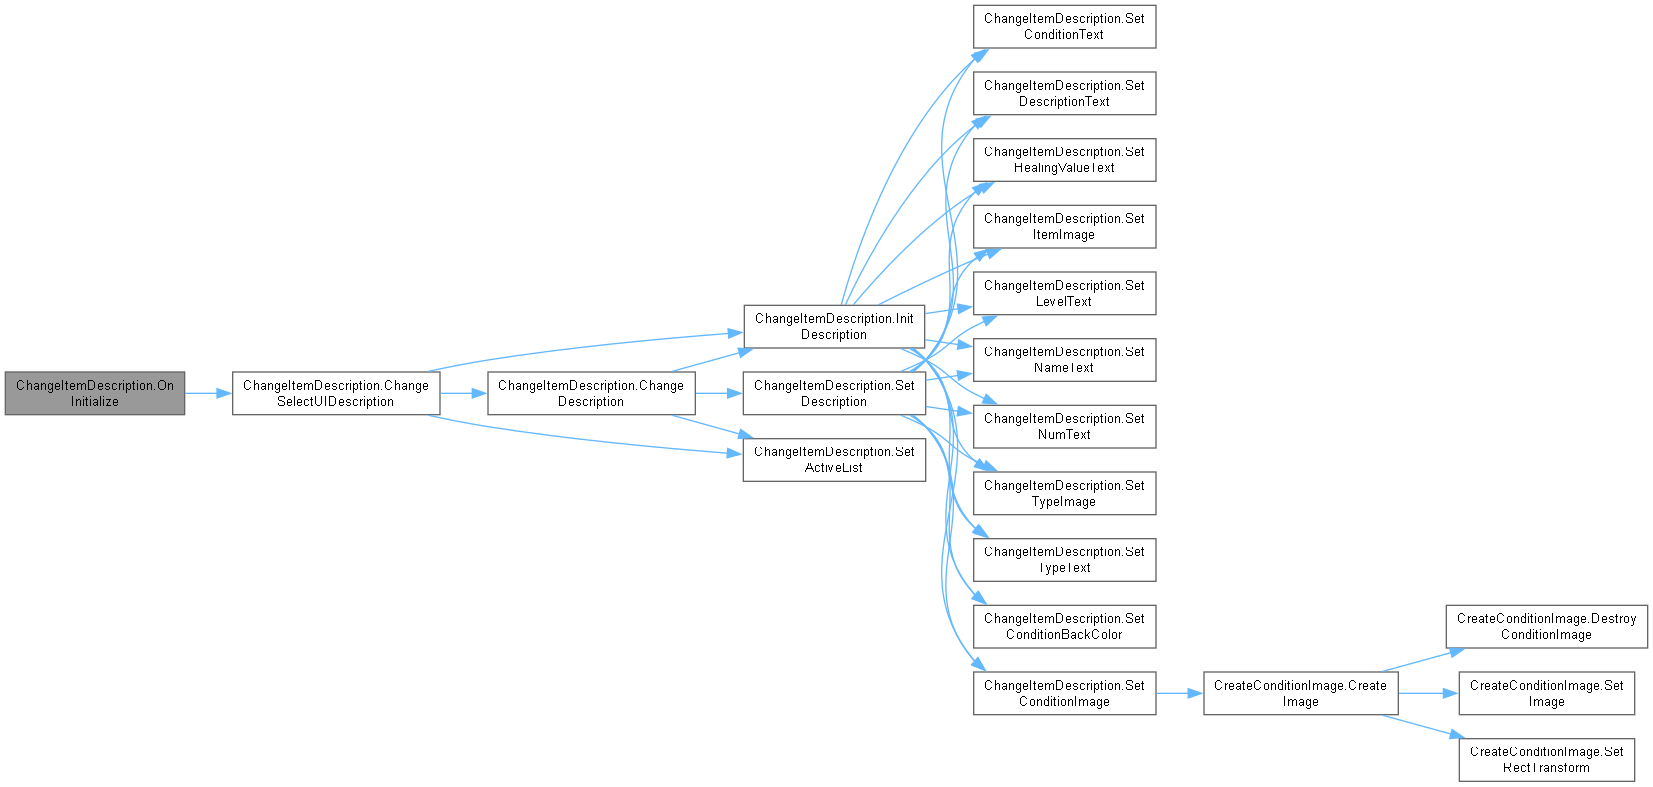 ChangeItemDescription.On
Initialize
ChangeItemDescription.Change
SelectUIDescription
ChangeItemDescription.Change
Description
ChangeItemDescription.Init
Description
ChangeItemDescription.Set
Description
ChangeItemDescription.Set
ActiveList
ChangeItemDescription.Set
ConditionText
ChangeItemDescription.Set
DescriptionText
ChangeItemDescription.Set
HealingValueText
ChangeItemDescription.Set
ItemImage
ChangeItemDescription.Set
LevelText
ChangeItemDescription.Set
NameText
ChangeItemDescription.Set
NumText
ChangeItemDescription.Set
TypeImage
ChangeItemDescription.Set
TypeText
ChangeItemDescription.Set
ConditionBackColor
ChangeItemDescription.Set
ConditionImage
CreateConditionImage.Create
Image
CreateConditionImage.Destroy
ConditionImage
CreateConditionImage.Set
Image
CreateConditionImage.Set
RectTransform